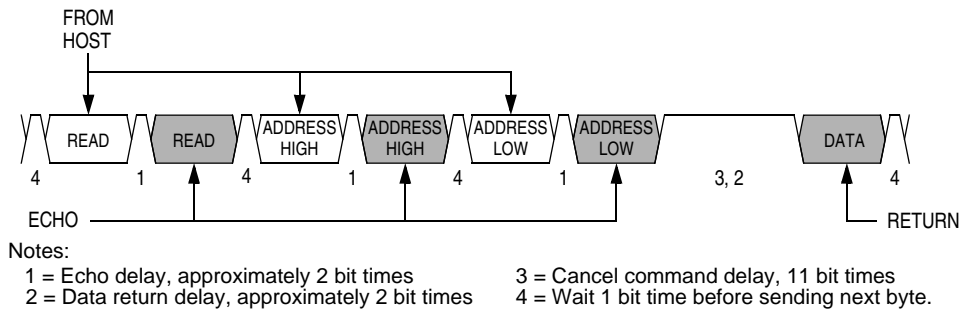 FROM
HOST
READ
READ
ADDRESS
HIGH
ADDRESS
HIGH
ADDRESS
LOW
ADDRESS
LOW
DATA
4
1
4
1
4
1
3, 2
4
ECHO
RETURN
Notes:
1 = Echo delay, approximately 2 bit times
2 = Data return delay, approximately 2 bit times
3 = Cancel command delay, 11 bit times
4 = Wait 1 bit time before sending next byte.